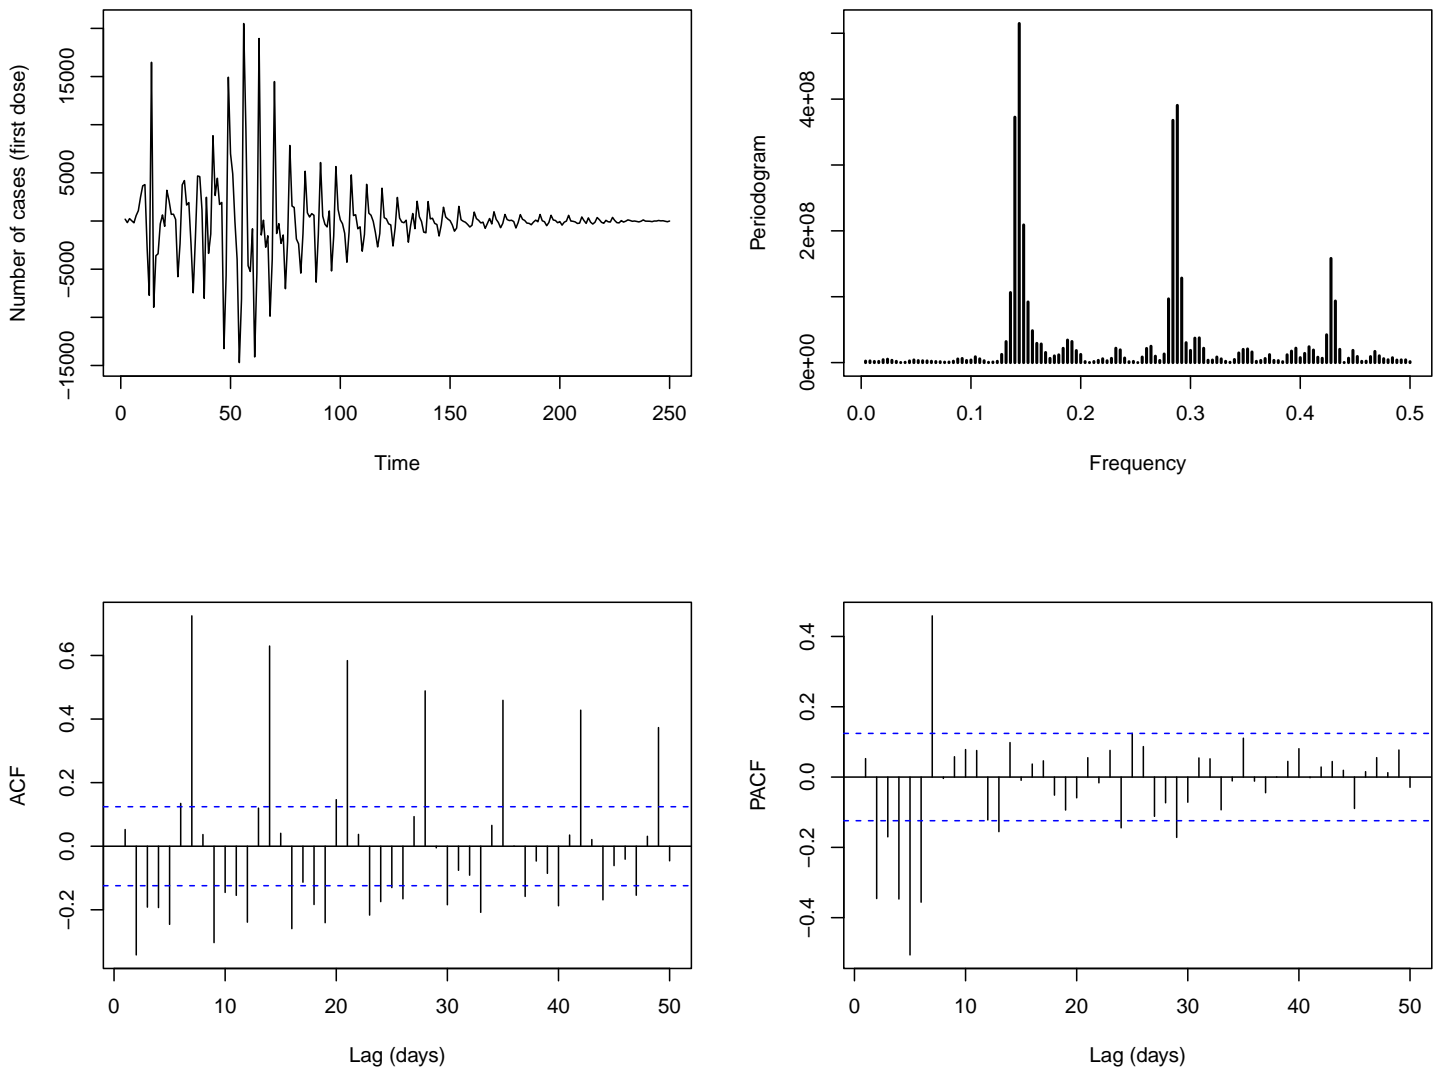 Number of cases (first dose)
15000
5000
−5000
−15000
0 50 100 150 200 250
Time
Periodogram
4e+08
2e+08
0e+00
0.0 0.1 0.2 0.3 0.4 0.5
Frequency
ACF
0.6
0.4
0.2
0.0
−0.2
0 10 20 30 40 50
Lag (days)
PACF
0.4
0.2
0.0
−0.2
−0.4
0 10 20 30 40 50
Lag (days)